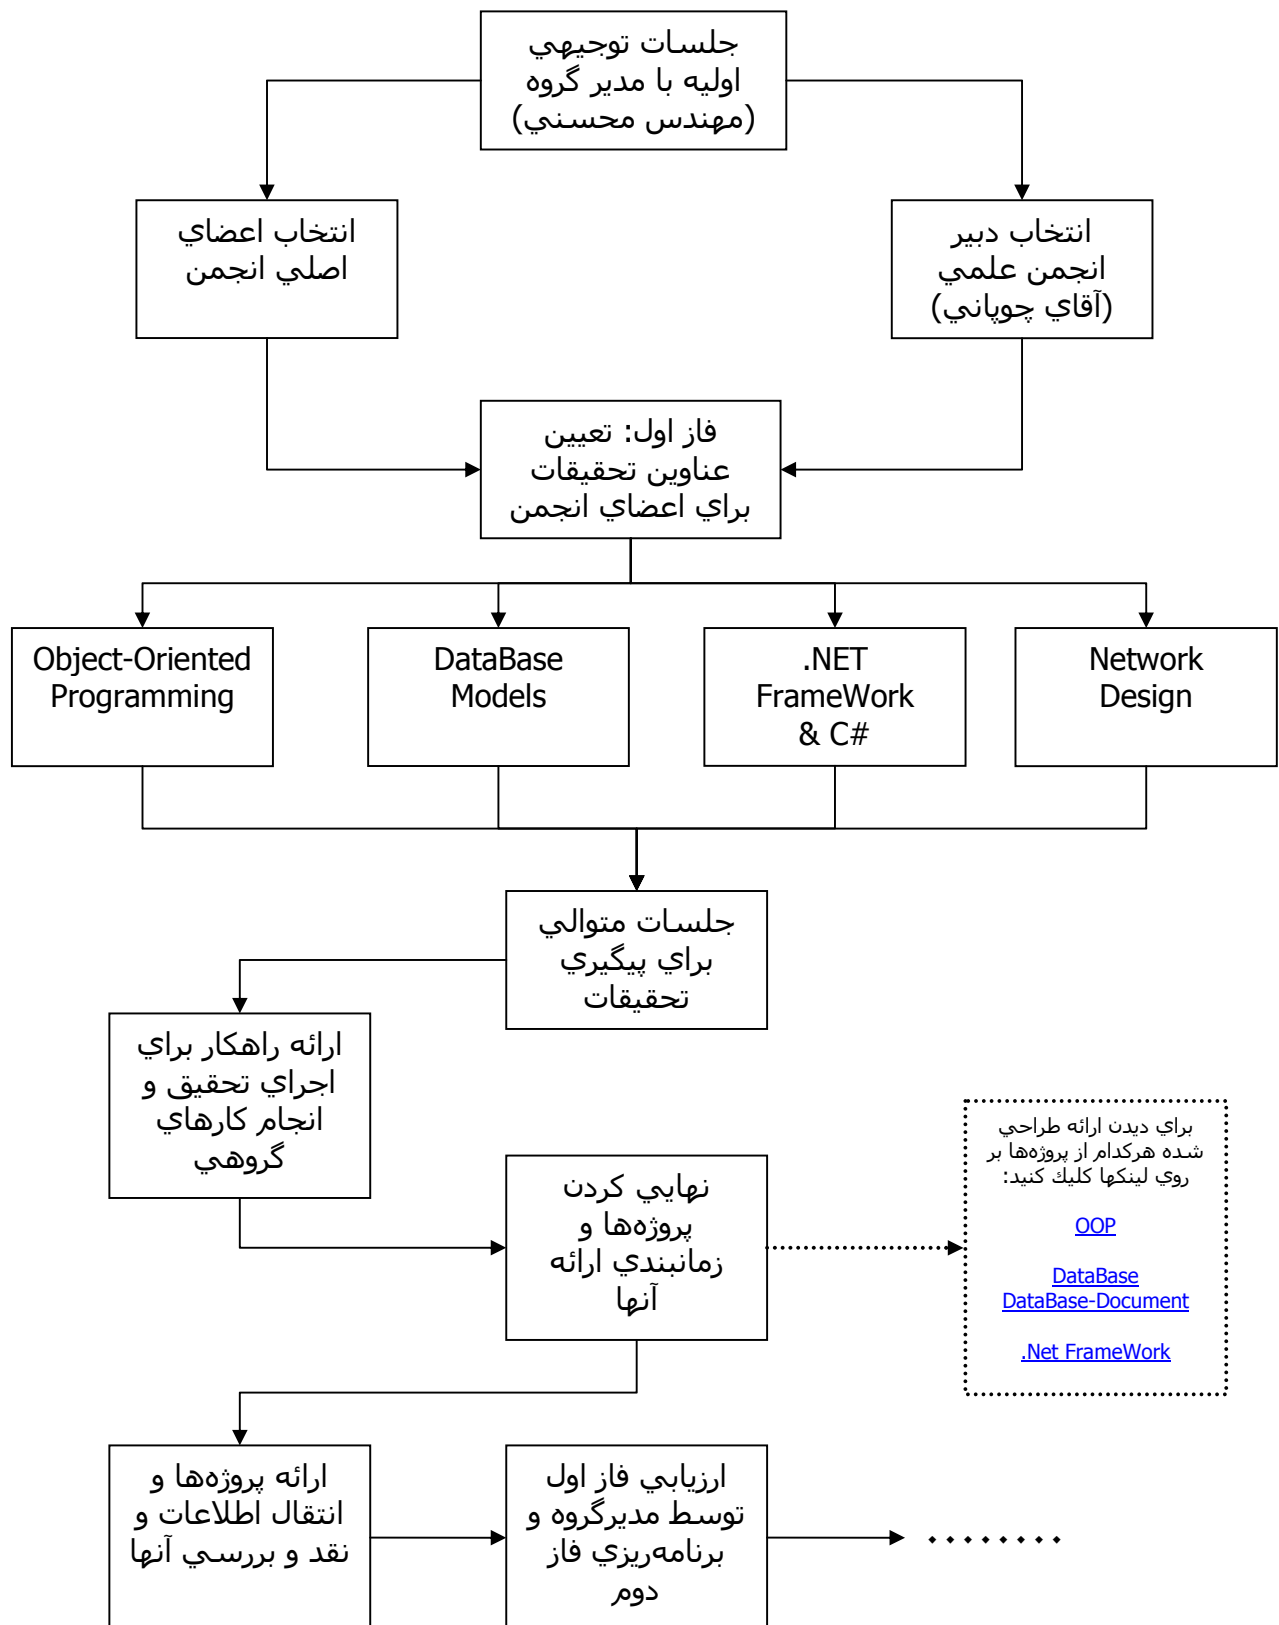 جلسات توجيهي
اوليه با مدير گروه
(مهندس محسني)
انتخاب دبير
انجمن علمي
(آقاي چوپاني)
انتخاب اعضاي
اصلي انجمن
فاز اول: تعيين
عناوين تحقيقات
براي اعضاي انجمن
Object-Oriented
Programming
DataBase
Models
.NET
FrameWork
& C#
Network
Design
جلسات متوالي
براي پيگيري
تحقيقات
ارائه راهكار براي
اجراي تحقيق و
انجام كارهاي
گروهي
نهايي كردن
پروژه‌ها و
زمانبندي ارائه
آنها
براي ديدن ارائه طراحي
شده هركدام از پروژه‌ها بر
روي لينكها كليك كنيد:
OOP
DataBase
DataBase-Document
.Net FrameWork
ارائه پروژه‌ها و
انتقال اطلاعات و
نقد و بررسي آنها
ارزيابي فاز اول
توسط مديرگروه و
برنامه‌ريزي فاز
دوم
........